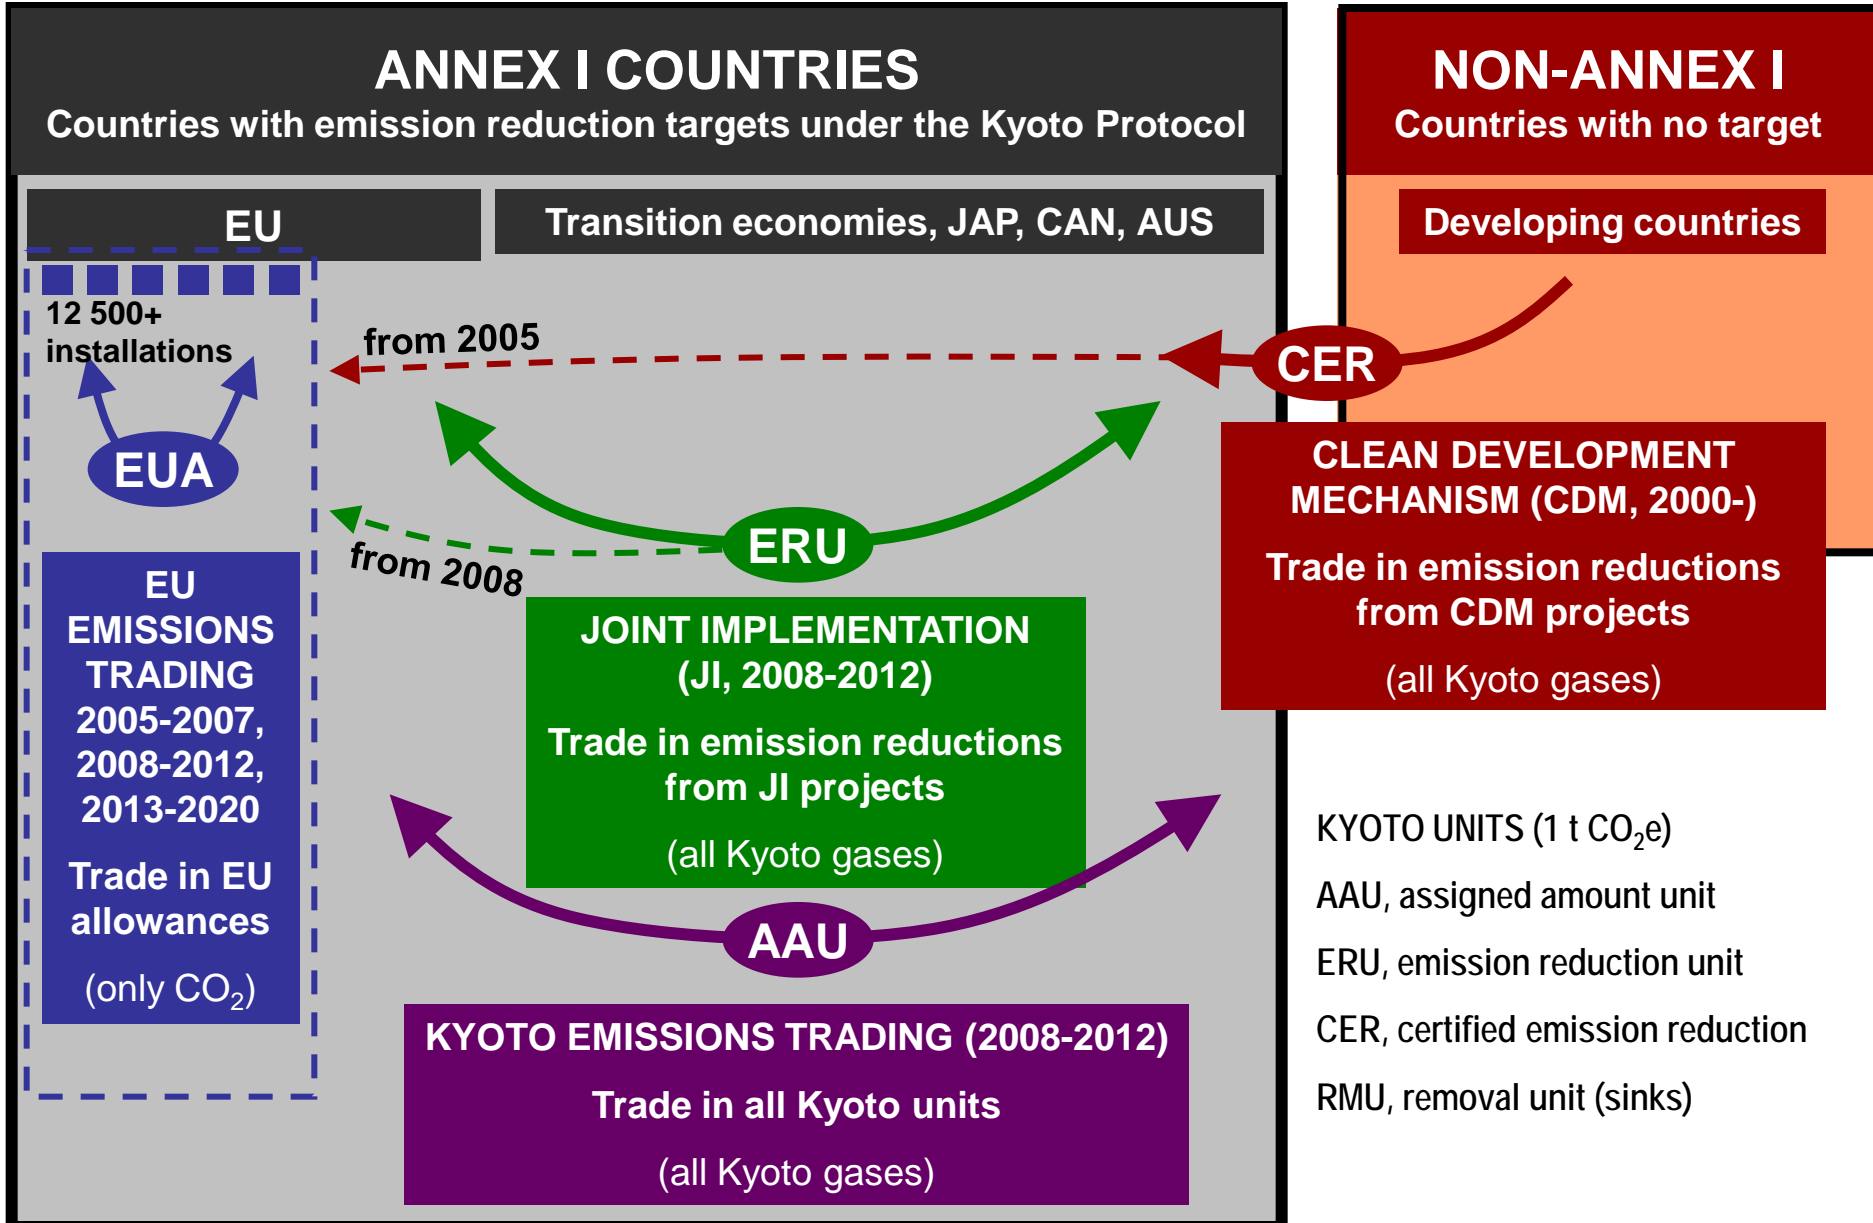 ANNEX I COUNTRIES
Countries with emission reduction targets under the Kyoto Protocol
NON-ANNEX I
Countries with no target
EU
Transition economies, JAP, CAN, AUS
Developing countries
12 500+
installations
from 2005
CER
EUA
ERU
from 2008
CLEAN DEVELOPMENT
MECHANISM (CDM, 2000-)
Trade in emission reductions
from CDM projects
(all Kyoto gases)
EU
EMISSIONS
TRADING
2005-2007,
2008-2012,
2013-2020
Trade in EU
allowances
(only CO₂)
JOINT IMPLEMENTATION
(JI, 2008-2012)
Trade in emission reductions
from JI projects
(all Kyoto gases)
AAU
KYOTO EMISSIONS TRADING (2008-2012)
Trade in all Kyoto units
(all Kyoto gases)
KYOTO UNITS (1 t CO₂e)
AAU, assigned amount unit
ERU, emission reduction unit
CER, certified emission reduction
RMU, removal unit (sinks)